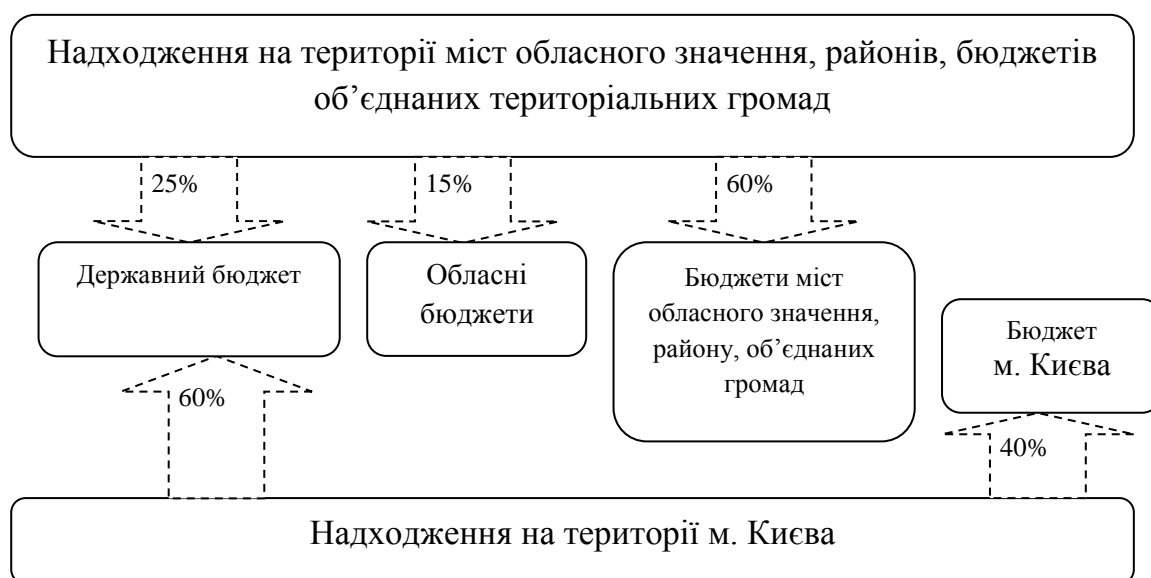 Надходження на території міст обласного значення, районів, бюджетів
об’єднаних територіальних громад
25%
15%
60%
Державний бюджет
Обласні
бюджети
Бюджети міст
обласного значення,
району, об’єднаних
громад
Бюджет
м. Києва
60%
40%
Надходження на території м. Києва